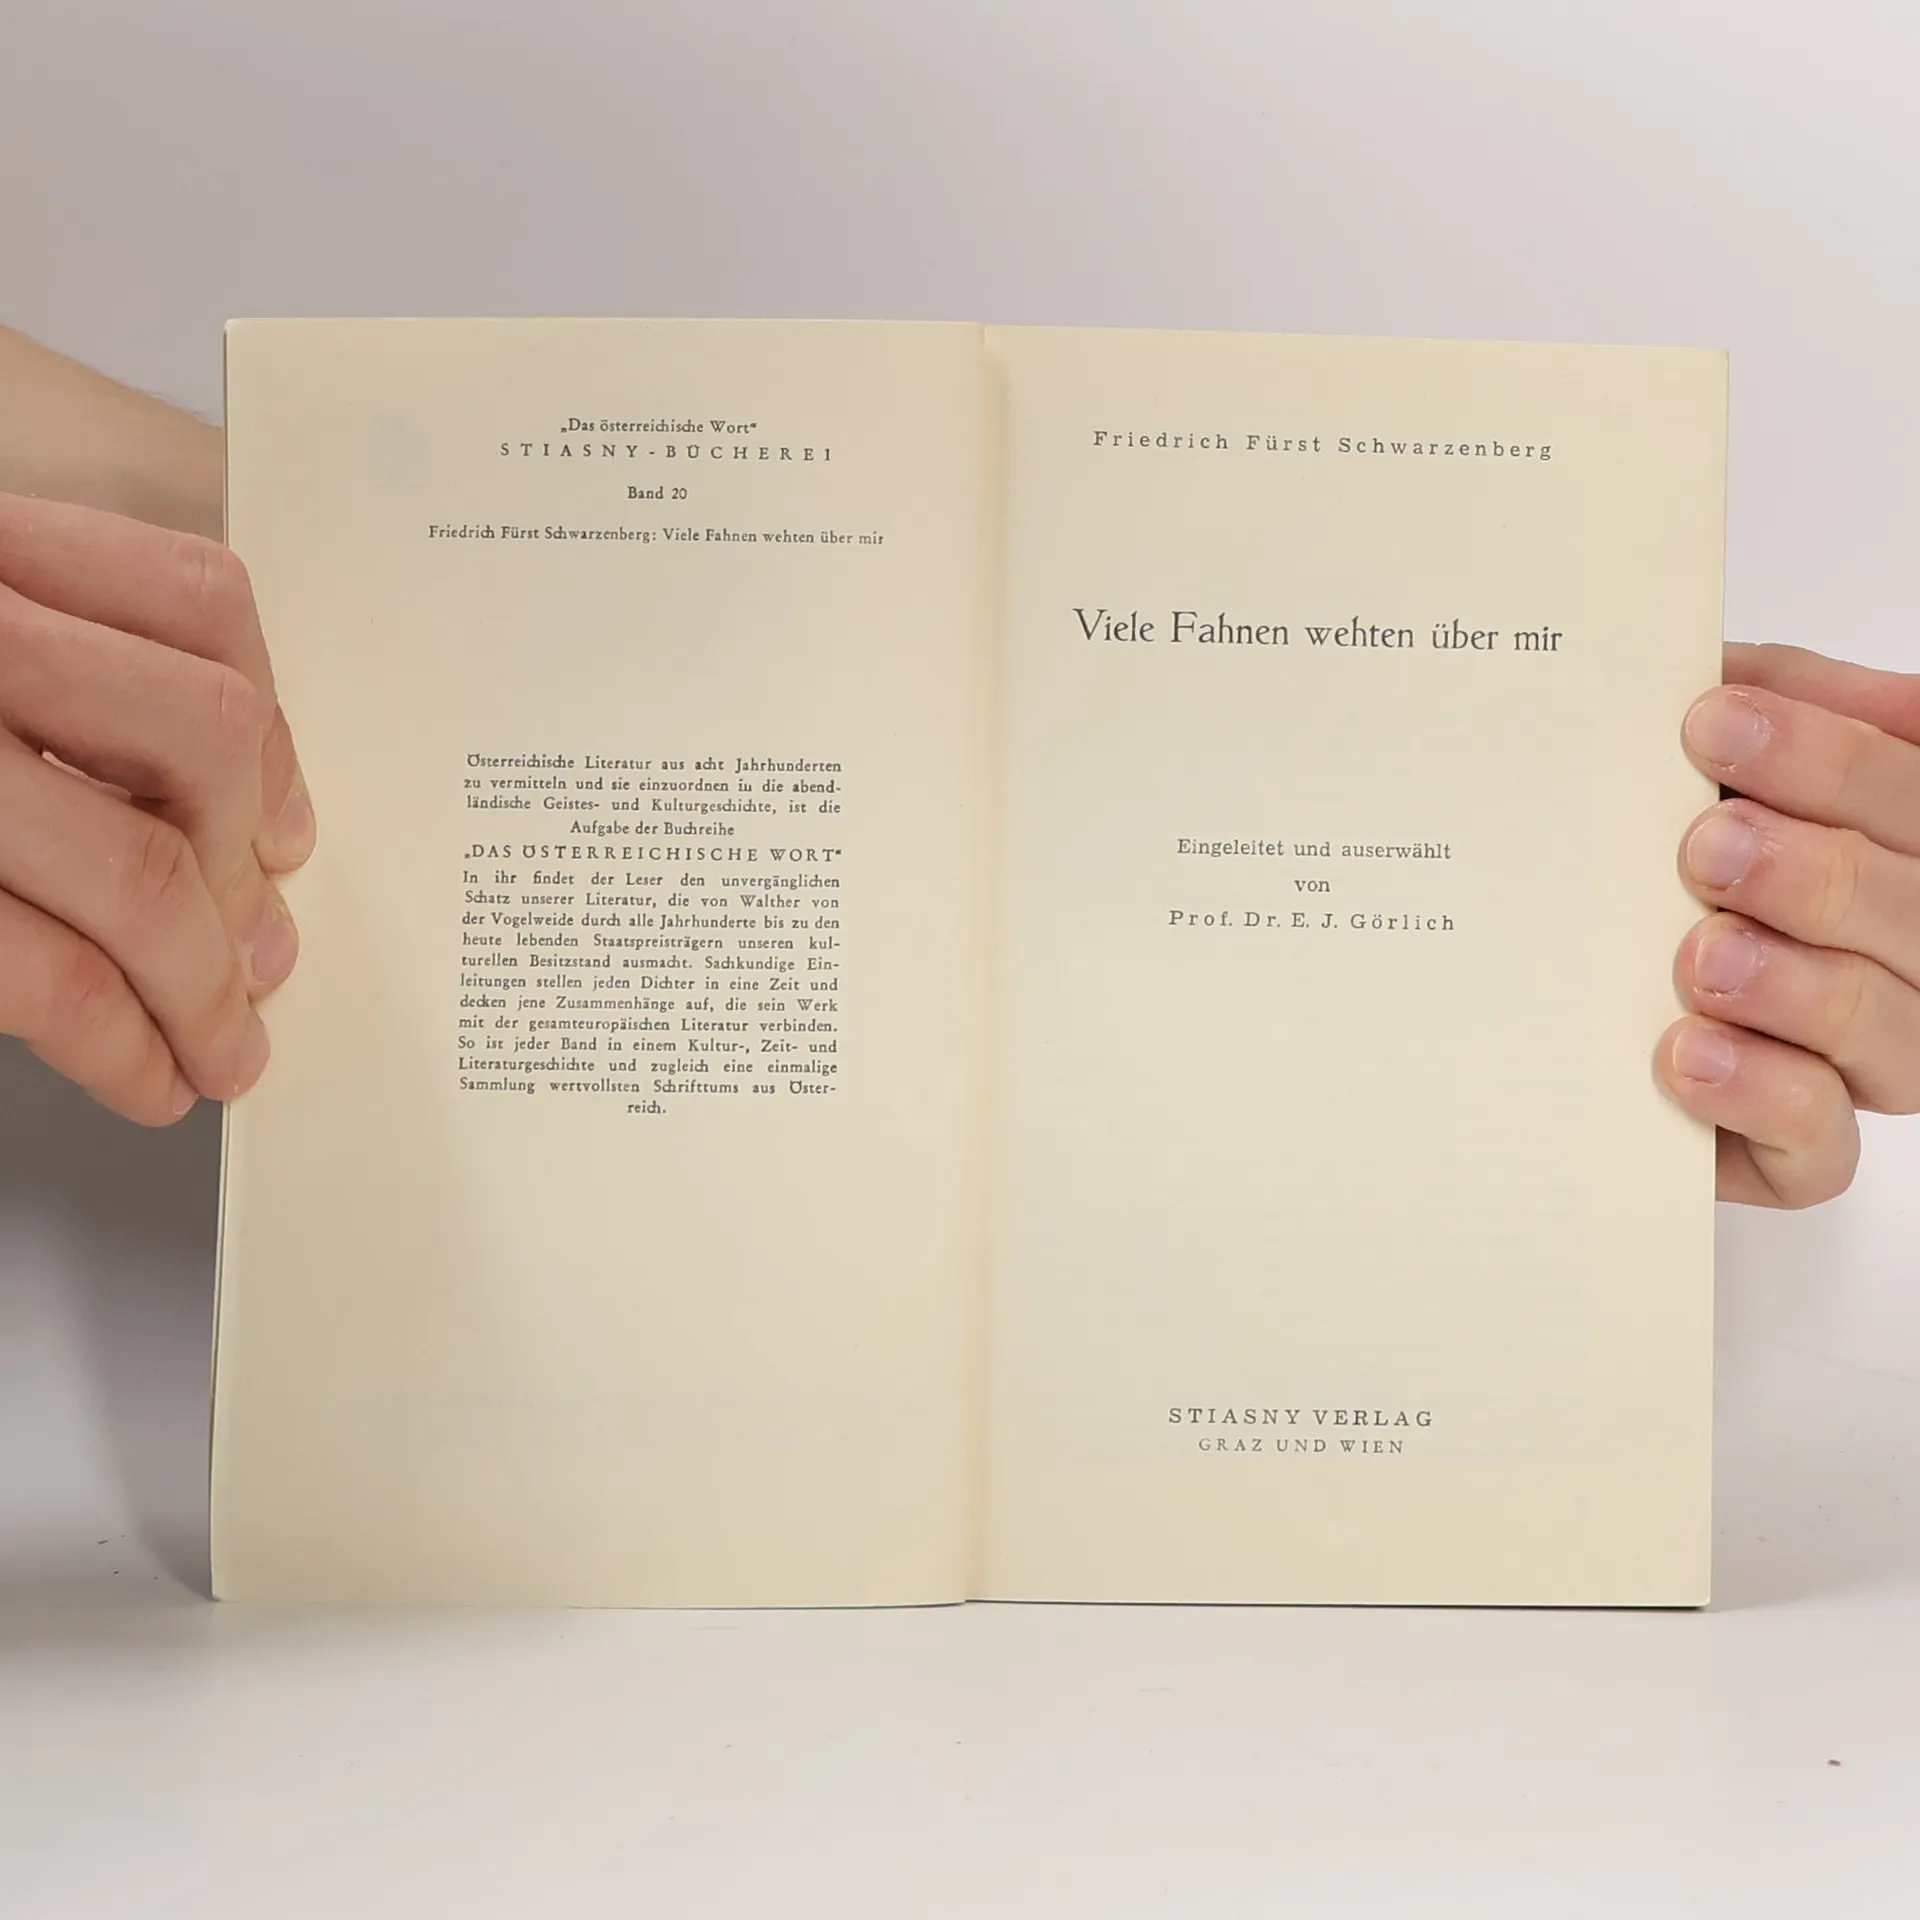 „Das österreichische Wort“
STIASNY-BÜCHEREI
Band 20
Friedrich Fürst Schwarzenberg: Viele Fahnen wehten über mir
Österreichische Literatur aus acht Jahrhunderten
zu vermitteln und sie einzuordnen in die abend-
ländische Geistes- und Kulturgeschichte, ist die
Aufgabe der Buchreihe
„DAS ÖSTERREICHISCHE WORT“
In ihr findet der Leser den unvergänglichen
Schatz unserer Literatur, die von Walther von
der Vogelweide durch alle Jahrhunderte bis zu den
heute lebenden Staatspreisträgern unseren kul-
turellen Besitzstand ausmacht. Sachkundige Ein-
leitungen stellen jeden Dichter in eine Zeit und
decken jene Zusammenhänge auf, die sein Werk
mit der gesamteuropäischen Literatur verbinden.
So ist jeder Band in einem Kultur-, Zeit- und
Literaturgeschichte und zugleich eine einmalige
Sammlung wertvollsten Schrifttums aus Öster-
reich.
Friedrich Fürst Schwarzenberg
Viele Fahnen wehten über mir
Eingeleitet und auserwählt
von
Prof. Dr. E. J. Görlich
STIASNY VERLAG
GRAZ UND WIEN